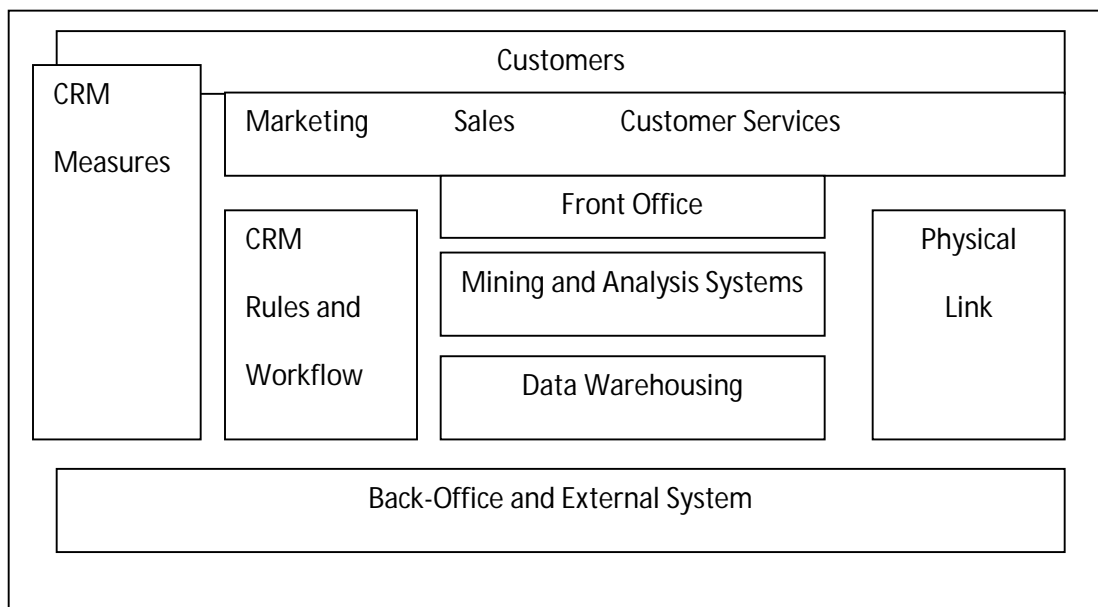 Customers
CRM
Measures
Marketing Sales Customer Services
Front Office
CRM
Rules and
Workflow
Mining and Analysis Systems
Data Warehousing
Physical
Link
Back-Office and External System